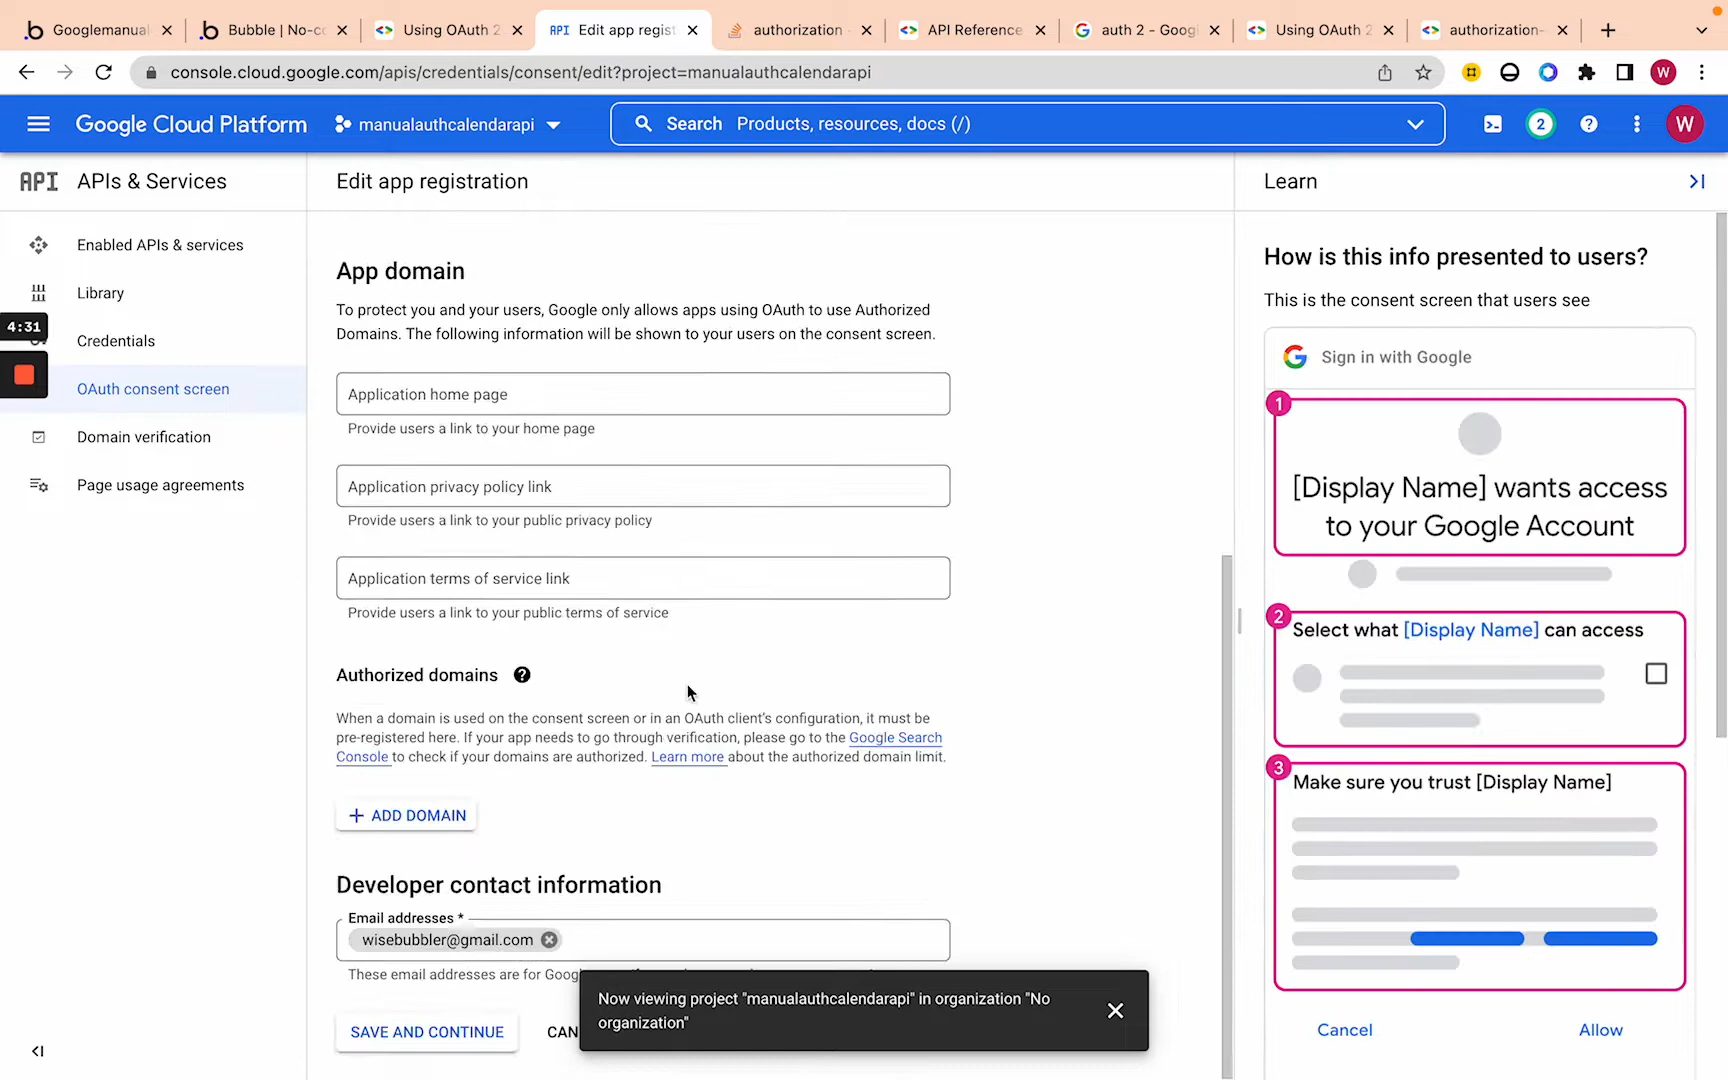 Googlemanual
Bubble | No-co
Using OAuth 2
API Edit app regist
authorization
API Reference
auth 2 - Googl
Using OAuth 2
authorization-
console.cloud.google.com/apis/credentials/consent/edit?project=manualauthcalendarapi
W
Google Cloud Platform
manualauthcalendarapi
Search Products, resources, docs (/)
2
W
API APIs & Services
Edit app registration
Learn
Enabled APIs & services
Library
4:31
Credentials
OAuth consent screen
Domain verification
Page usage agreements
App domain
To protect you and your users, Google only allows apps using OAuth to use Authorized
Domains. The following information will be shown to your users on the consent screen.
Application home page
Provide users a link to your home page
Application privacy policy link
Provide users a link to your public privacy policy
Application terms of service link
Provide users a link to your public terms of service
Authorized domains
When a domain is used on the consent screen or in an OAuth client's configuration, it must be
pre-registered here. If your app needs to go through verification, please go to the Google Search
Console to check if your domains are authorized. Learn more about the authorized domain limit.
+ ADD DOMAIN
Developer contact information
Email addresses *
wisebubbler@gmail.com
These email addresses are for Goog
SAVE AND CONTINUE
CAN
Now viewing project "manualauthcalendarapi" in organization "No
organization"
How is this info presented to users?
This is the consent screen that users see
Sign in with Google
1
[Display Name] wants access
to your Google Account
2
Select what [Display Name] can access
3
Make sure you trust [Display Name]
Cancel
Allow